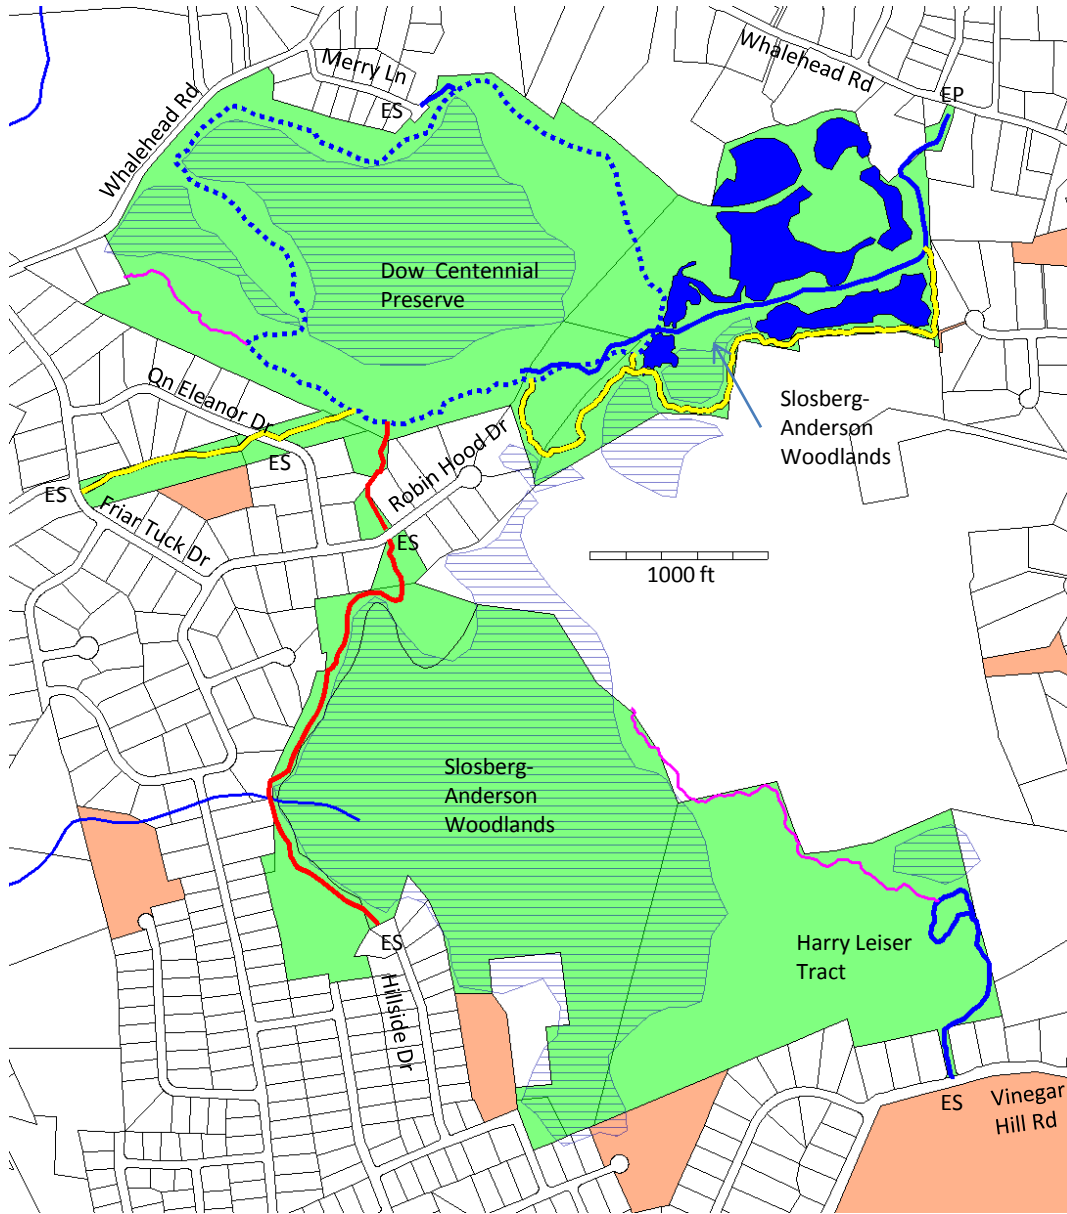 Whalehead Rd
Merry Ln
ES
EP
Whalehead Rd
Dow Centennial
Preserve
Qn Eleanor Dr
Slosberg-
Anderson
Woodlands
ES
Robin Hood Dr
ES
Friar Tuck Dr
ES
1000 ft
Slosberg-
Anderson
Woodlands
ES
Harry Leiser
Tract
Hillside Dr
ES
Vinegar
Hill Rd